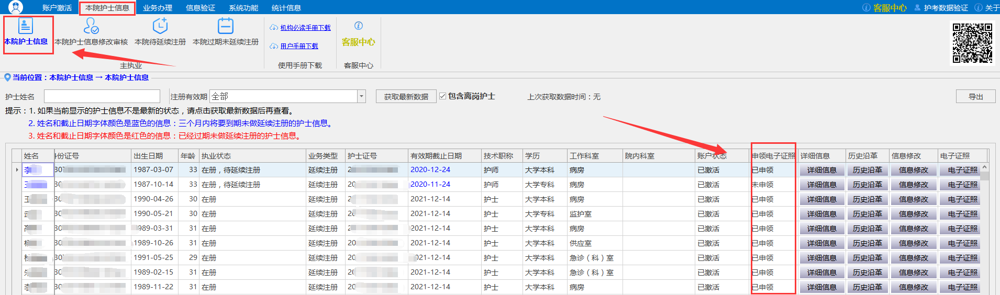 账户激活 本院护士信息 业务办理 信息验证 系统功能 统计信息 客服中心 护考数据验证 关于
本院护士信息 本院护士信息修改审核 本院待延续注册 本院过期未延续注册 机构必读手册下载 用户手册下载 客服中心
主执业 使用手册下载 客服中心
当前位置：本院护士信息 → 本院护士信息
护士姓名 注册有效期 全部 获取最新数据 包含离岗护士 上次获取数据时间：无 导出
提示：1. 如果当前显示的护士信息不是最新的状态，请点击获取最新数据后再查看。
2. 姓名和截止日期字体颜色是蓝色的信息：三个月内将要到期未做延续注册的护士信息。
3. 姓名和截止日期字体颜色是红色的信息：已经过期未做延续注册的护士信息。
姓名 份证号 出生日期 年龄 执业状态 业务类型 护士证号 有效期截止日期 技术职称 学历 工作科室 院内科室 账户状态 申领电子证照 详细信息 历史沿革 信息修改 电子证照
李 307 1987-03-07 33 在册，待延续注册 延续注册 2 2020-12-24 护师 大学本科 病房 已激活 已申领 详细信息 历史沿革 信息修改 电子证照
王 30 1987-10-14 33 在册，待延续注册 延续注册 20 2020-11-24 护师 大学专科 病房 已激活 未申领 详细信息 历史沿革 信息修改 电子证照
王 30 1990-04-26 30 在册 延续注册 20 2021-12-14 护士 大学本科 病房 已激活 已申领 详细信息 历史沿革 信息修改 电子证照
武 30 1990-05-21 30 在册 延续注册 20 2021-12-14 护士 大学专科 监护室 已激活 已申领 详细信息 历史沿革 信息修改 电子证照
高 30 1989-03-31 31 在册 延续注册 2 2021-12-14 护士 大学本科 病房 已激活 已申领 详细信息 历史沿革 信息修改 电子证照
30 1989-10-26 31 在册 延续注册 20 2021-12-14 护士 大学本科 供应室 已激活 已申领 详细信息 历史沿革 信息修改 电子证照
307 1991-05-25 29 在册 延续注册 20 2021-12-14 护士 大学本科 急诊（科）室 已激活 已申领 详细信息 历史沿革 信息修改 电子证照
朱 30 1989-02-15 31 在册 延续注册 20 2021-12-14 护士 大学本科 急诊（科）室 已激活 已申领 详细信息 历史沿革 信息修改 电子证照
李 30 1989-11-22 31 在册 延续注册 20 2021-12-14 护士 大学本科 病房 已激活 已申领 详细信息 历史沿革 信息修改 电子证照